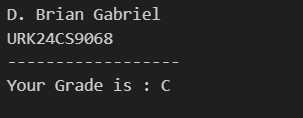 D. Brian Gabriel
URK24CS9068
------------------
Your Grade is : C